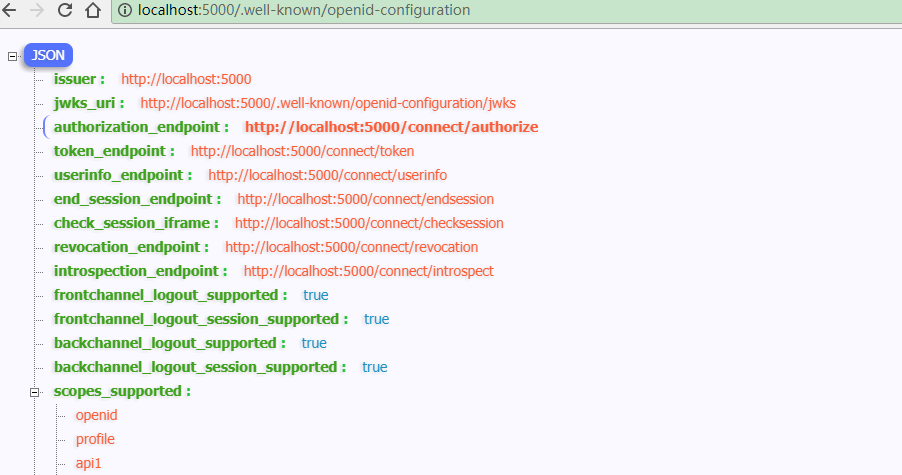 localhost:5000/.well-known/openid-configuration
JSON
issuer : http://localhost:5000
jwks_uri : http://localhost:5000/.well-known/openid-configuration/jwks
authorization_endpoint : http://localhost:5000/connect/authorize
token_endpoint : http://localhost:5000/connect/token
userinfo_endpoint : http://localhost:5000/connect/userinfo
end_session_endpoint : http://localhost:5000/connect/endsession
check_session_iframe : http://localhost:5000/connect/checksession
revocation_endpoint : http://localhost:5000/connect/revocation
introspection_endpoint : http://localhost:5000/connect/introspect
frontchannel_logout_supported : true
frontchannel_logout_session_supported : true
backchannel_logout_supported : true
backchannel_logout_session_supported : true
scopes_supported :
openid
profile
api1